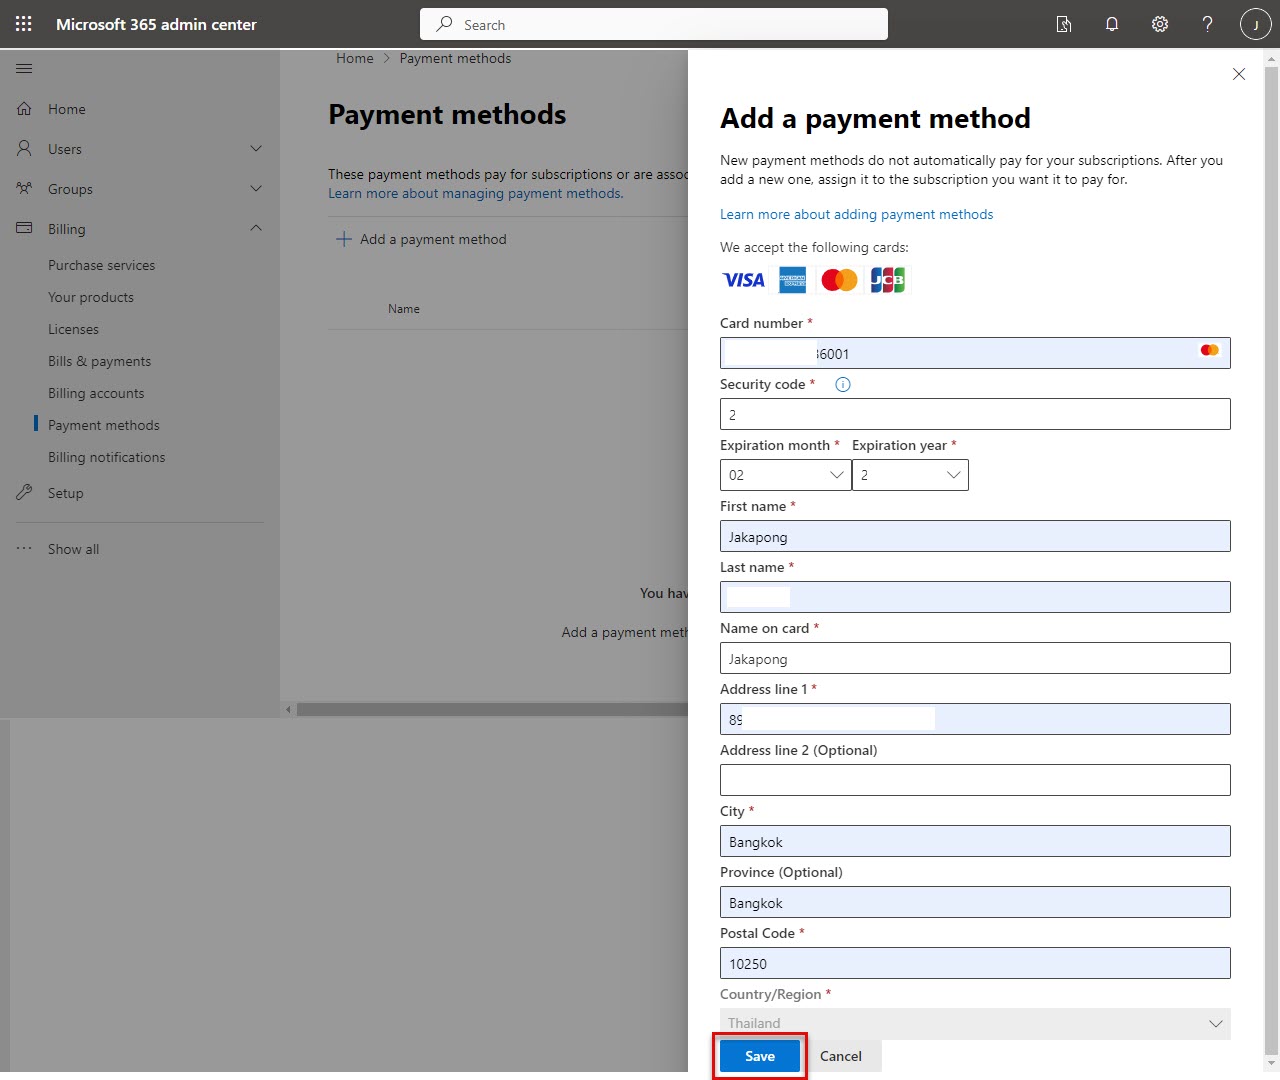 Microsoft 365 admin center
Search
J
Home
Users
Groups
Billing
Purchase services
Your products
Licenses
Bills & payments
Billing accounts
Payment methods
Billing notifications
Setup
Show all
Home > Payment methods
Payment methods
These payment methods pay for subscriptions or are
Learn more about managing payment methods.
Add a payment method
Name
You
Add a payment
Add a payment method
New payment methods do not automatically pay for your subscriptions. After you
add a new one, assign it to the subscription you want it to pay for.
Learn more about adding payment methods
We accept the following cards:
VISA AMERICAN EXPRESS JCB
Card number *
36001
Security code *
2
Expiration month * Expiration year *
02 2
First name *
Jakapong
Last name *
Name on card *
Jakapong
Address line 1 *
89
Address line 2 (Optional)
City *
Bangkok
Province (Optional)
Bangkok
Postal Code *
10250
Country/Region *
Thailand
Save Cancel